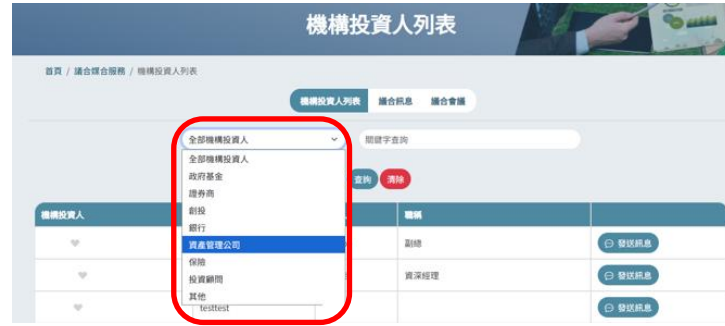 機構投資人列表
首頁 / 議合媒合服務 / 機構投資人列表
機構投資人列表 議合訊息 議合會議
全部機構投資人 關鍵字查詢
全部機構投資人
政府基金
證券商
創投
銀行
資產管理公司
保險
投資顧問
其他
查詢 清除
機構投資人 職稱
副總 發送訊息
資深經理 發送訊息
testtest 發送訊息